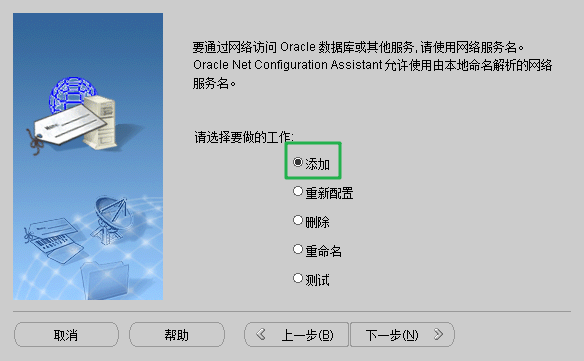 要通过网络访问 Oracle 数据库或其他服务,请使用网络服务名。
Oracle Net Configuration Assistant 允许使用由本地命名解析的网络
服务名。
请选择要做的工作:
添加
重新配置
删除
重命名
测试
取消 帮助 上一步(B) 下一步(N)